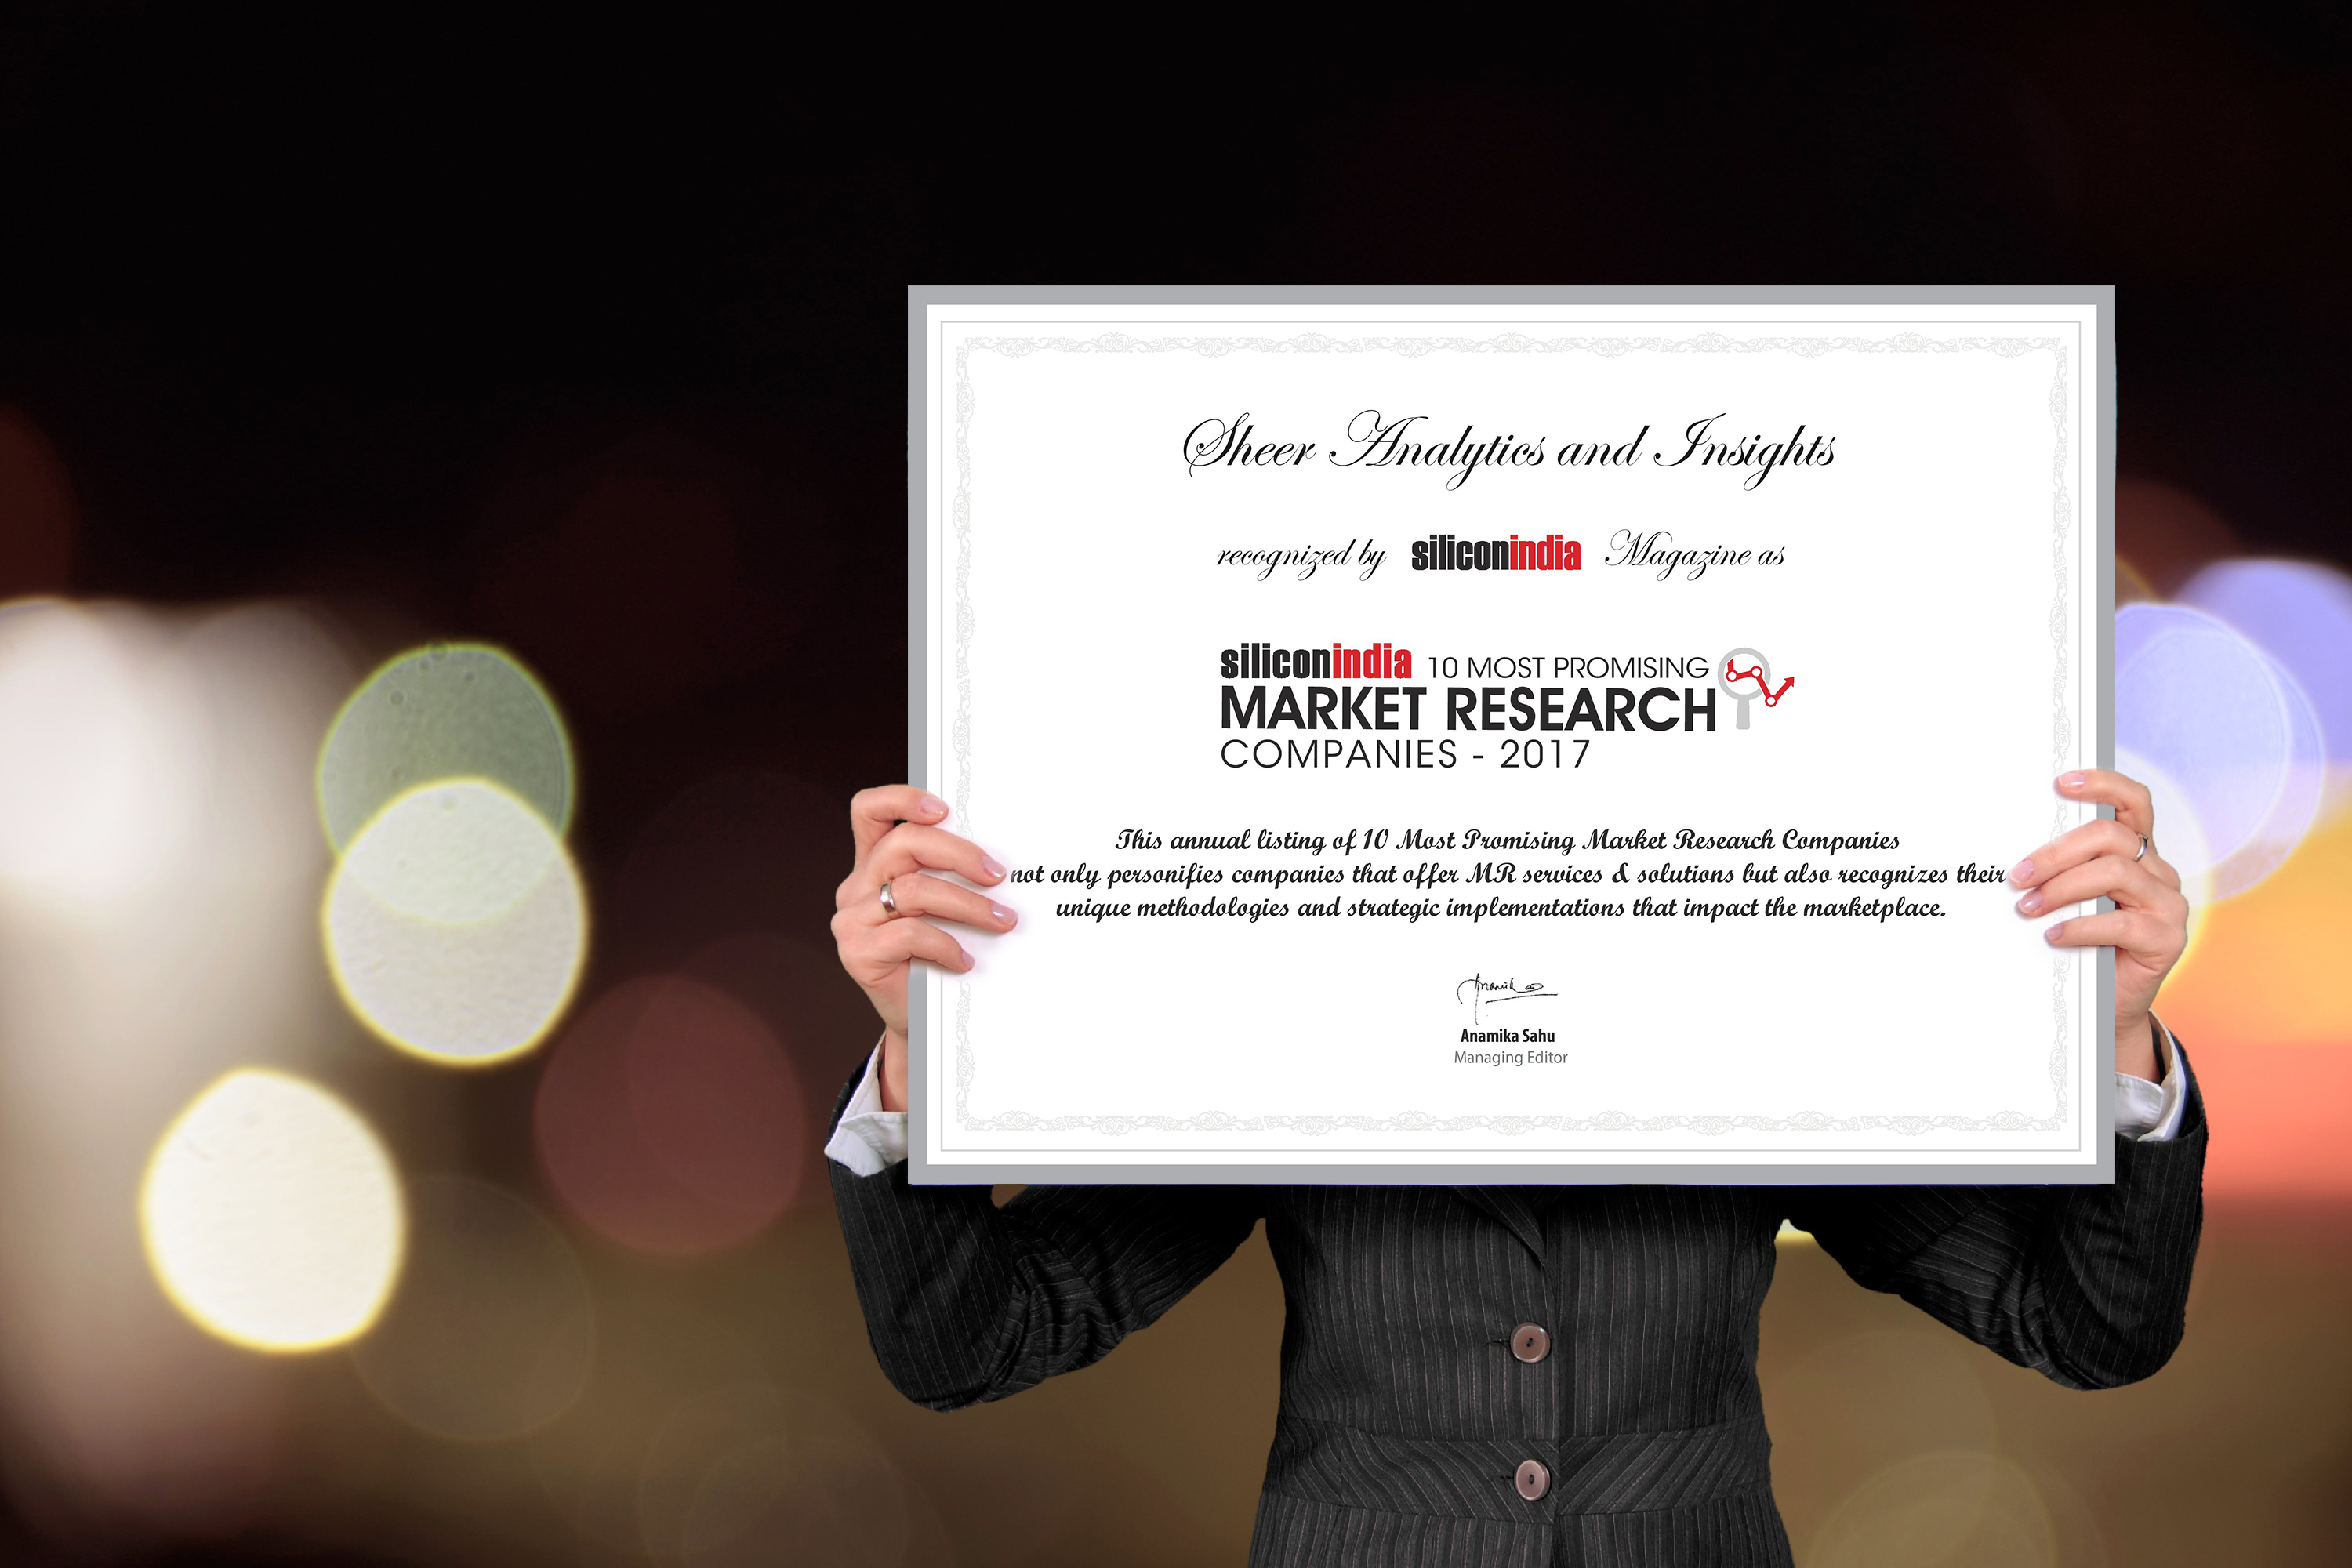 Sheer Analytics and Insights
recognized by siliconindia Magazine as
siliconindia 10 MOST PROMISING
MARKET RESEARCH
COMPANIES - 2017
This annual listing of 10 Most Promising Market Research Companies
not only personifies companies that offer MR services & solutions but also recognizes their
unique methodologies and strategic implementations that impact the marketplace.
Anamika
Anamika Sahu
Managing Editor